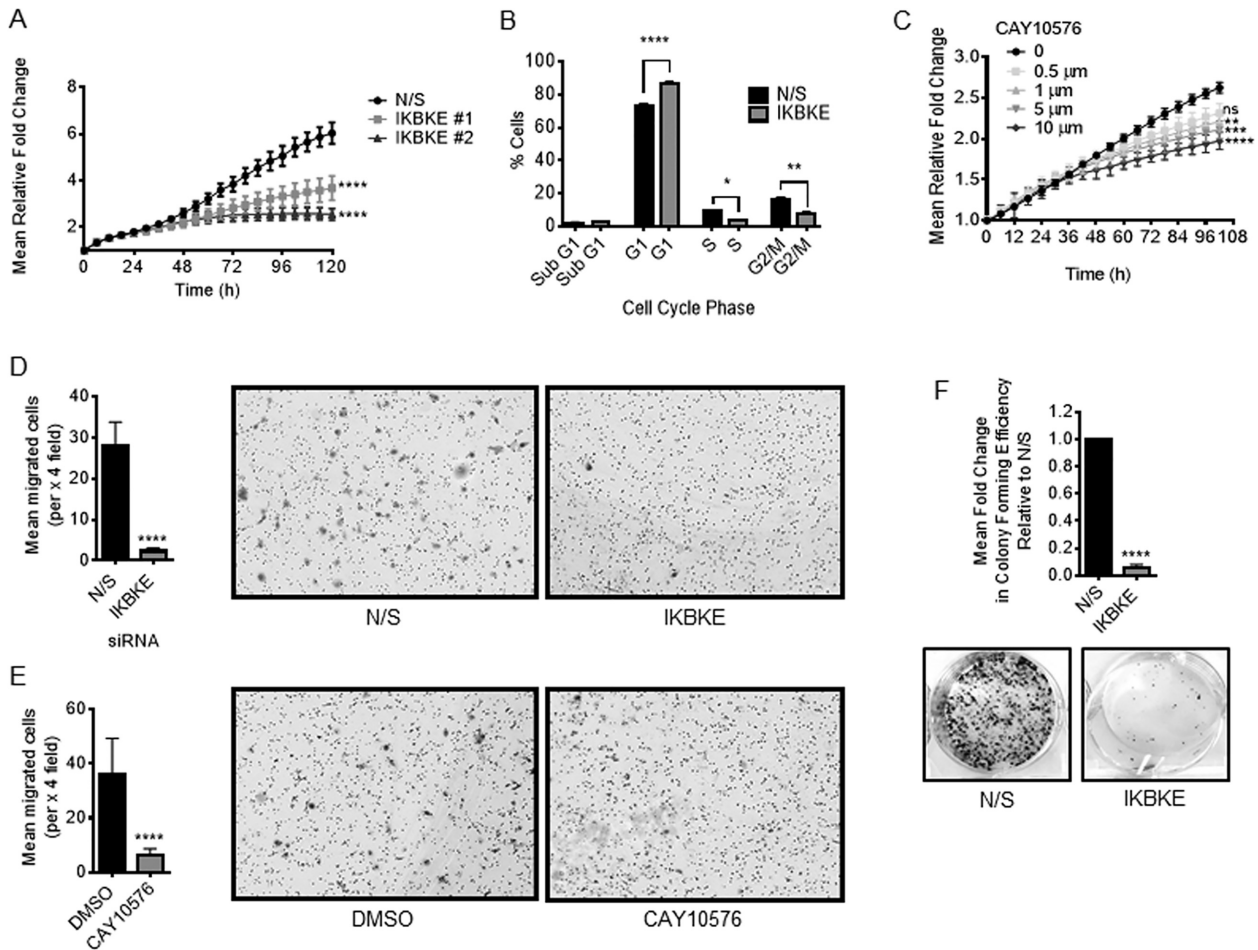 A
Mean Relative Fold Change
8
6
4
2
0 24 48 72 96 120
Time (h)
N/S
IKBKE #1
IKBKE #2
****
****
B
% Cells
100
80
60
40
20
0
****
*
**
N/S
IKBKE
Sub G1
Sub G1
G1
G1
S
S
G2/M
G2/M
Cell Cycle Phase
C
CAY10576
0
0.5 µm
1 µm
5 µm
10 µm
Mean Relative Fold Change
3.0
2.5
2.0
1.5
1.0
ns
**
***
****
0 12 24 36 48 60 72 84 96 108
Time (h)
D
Mean migrated cells
(per x 4 field)
40
30
20
10
0
****
N/S
IKBKE
siRNA
N/S
IKBKE
E
Mean migrated cells
(per x 4 field)
60
40
20
0
****
DMSO
CAY10576
DMSO
CAY10576
F
Mean Fold Change
in Colony Forming Efficiency
Relative to N/S
1.2
1.0
0.8
0.6
0.4
0.2
0.0
****
N/S
IKBKE
N/S
IKBKE